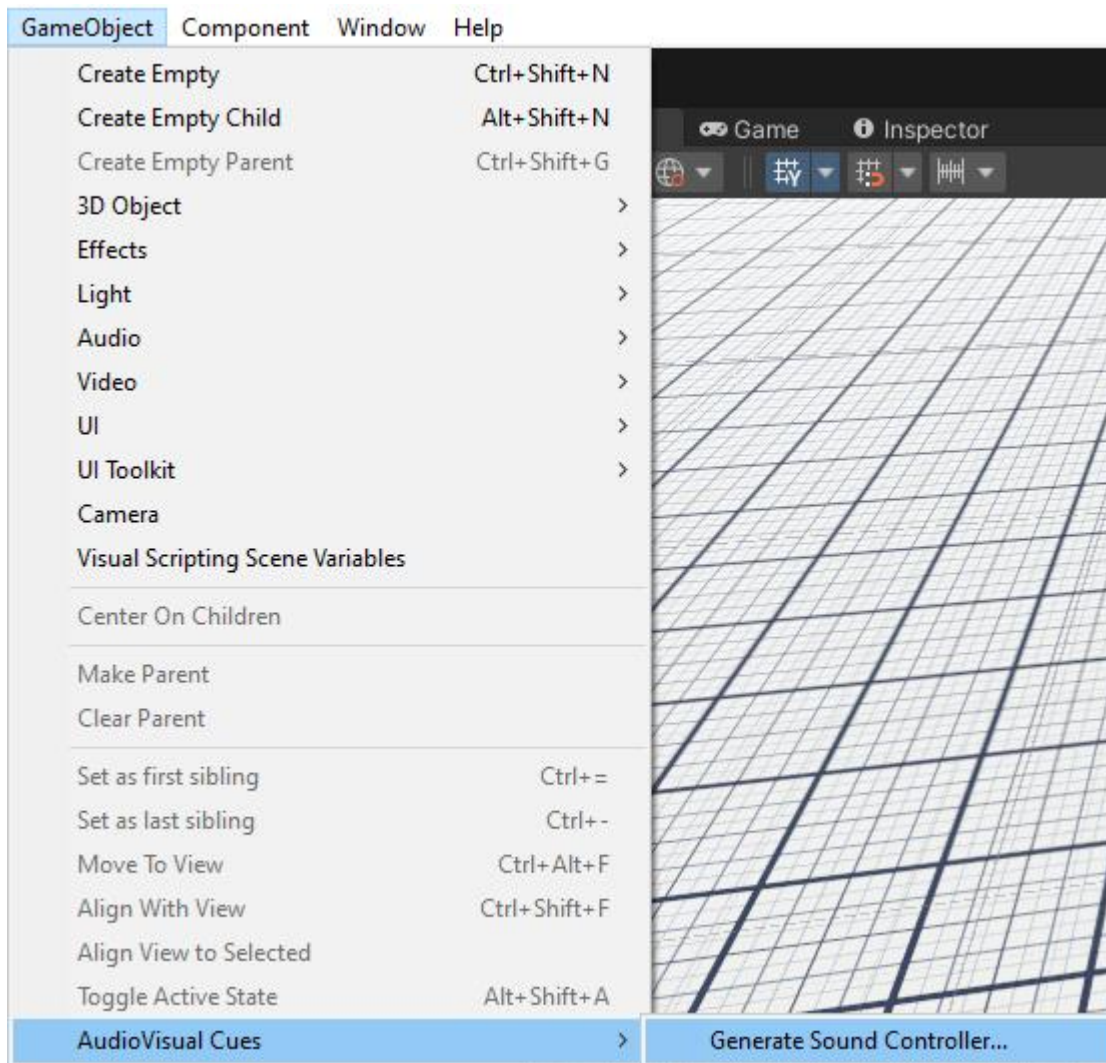 GameObject Component Window Help
Create Empty Ctrl+Shift+N
Create Empty Child Alt+Shift+N
Game Inspector
Create Empty Parent Ctrl+Shift+G
3D Object
Effects
Light
Audio
Video
UI
UI Toolkit
Camera
Visual Scripting Scene Variables
Center On Children
Make Parent
Clear Parent
Set as first sibling Ctrl+=
Set as last sibling Ctrl+-
Move To View Ctrl+Alt+F
Align With View Ctrl+Shift+F
Align View to Selected
Toggle Active State Alt+Shift+A
AudioVisual Cues Generate Sound Controller...